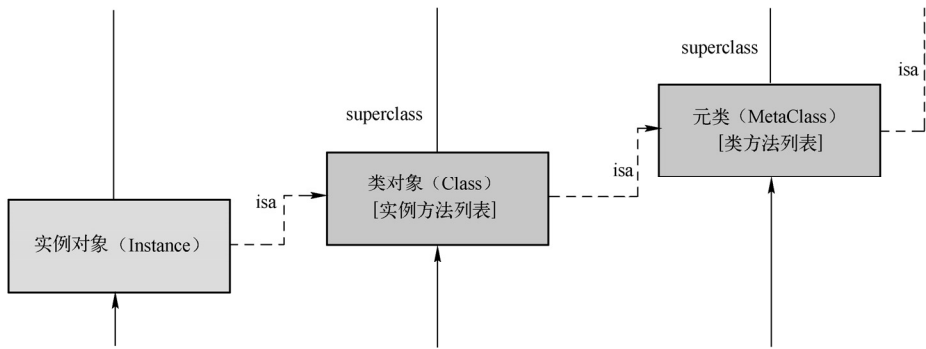 superclass
isa
元类（MetaClass）
[类方法列表]
superclass
isa
类对象（Class）
[实例方法列表]
isa
实例对象（Instance）